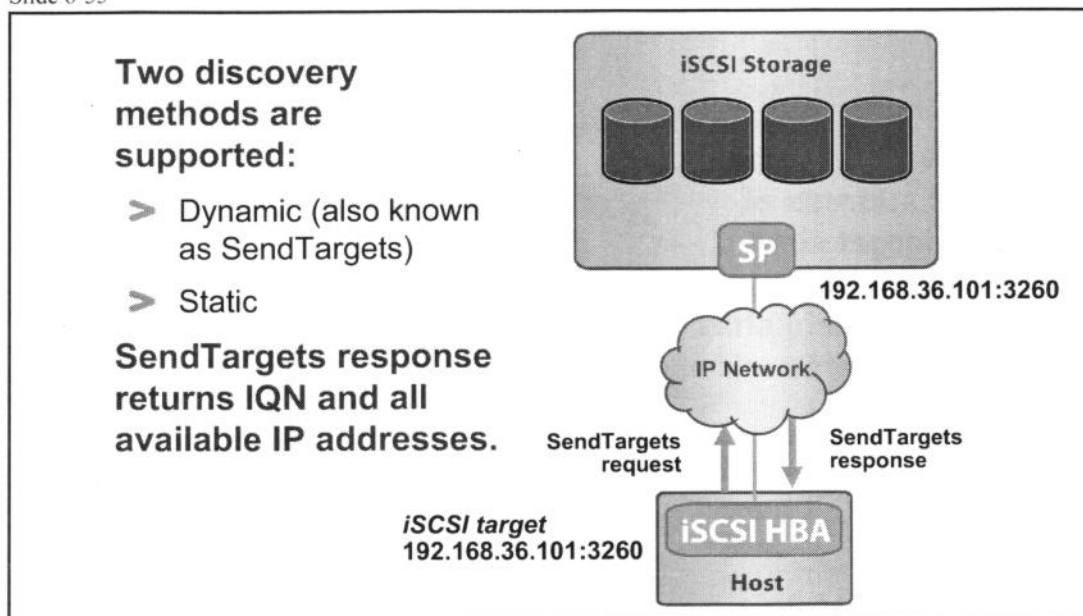 Two discovery
methods are
supported:
> Dynamic (also known
as SendTargets)
> Static
SendTargets response
returns IQN and all
available IP addresses.
iSCSI Storage
SP
192.168.36.101:3260
IP Network
SendTargets
request
SendTargets
response
iSCSI target
192.168.36.101:3260
iSCSI HBA
Host